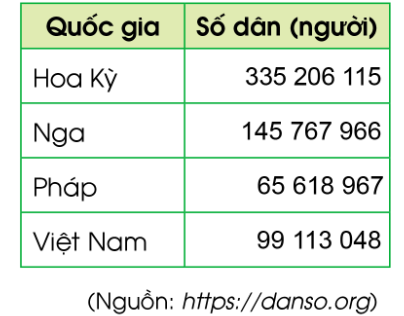 Quốc gia Số dân (người)
Hoa Kỳ 335 206 115
Nga 145 767 966
Pháp 65 618 967
Việt Nam 99 113 048
(Nguồn: https://danso.org)